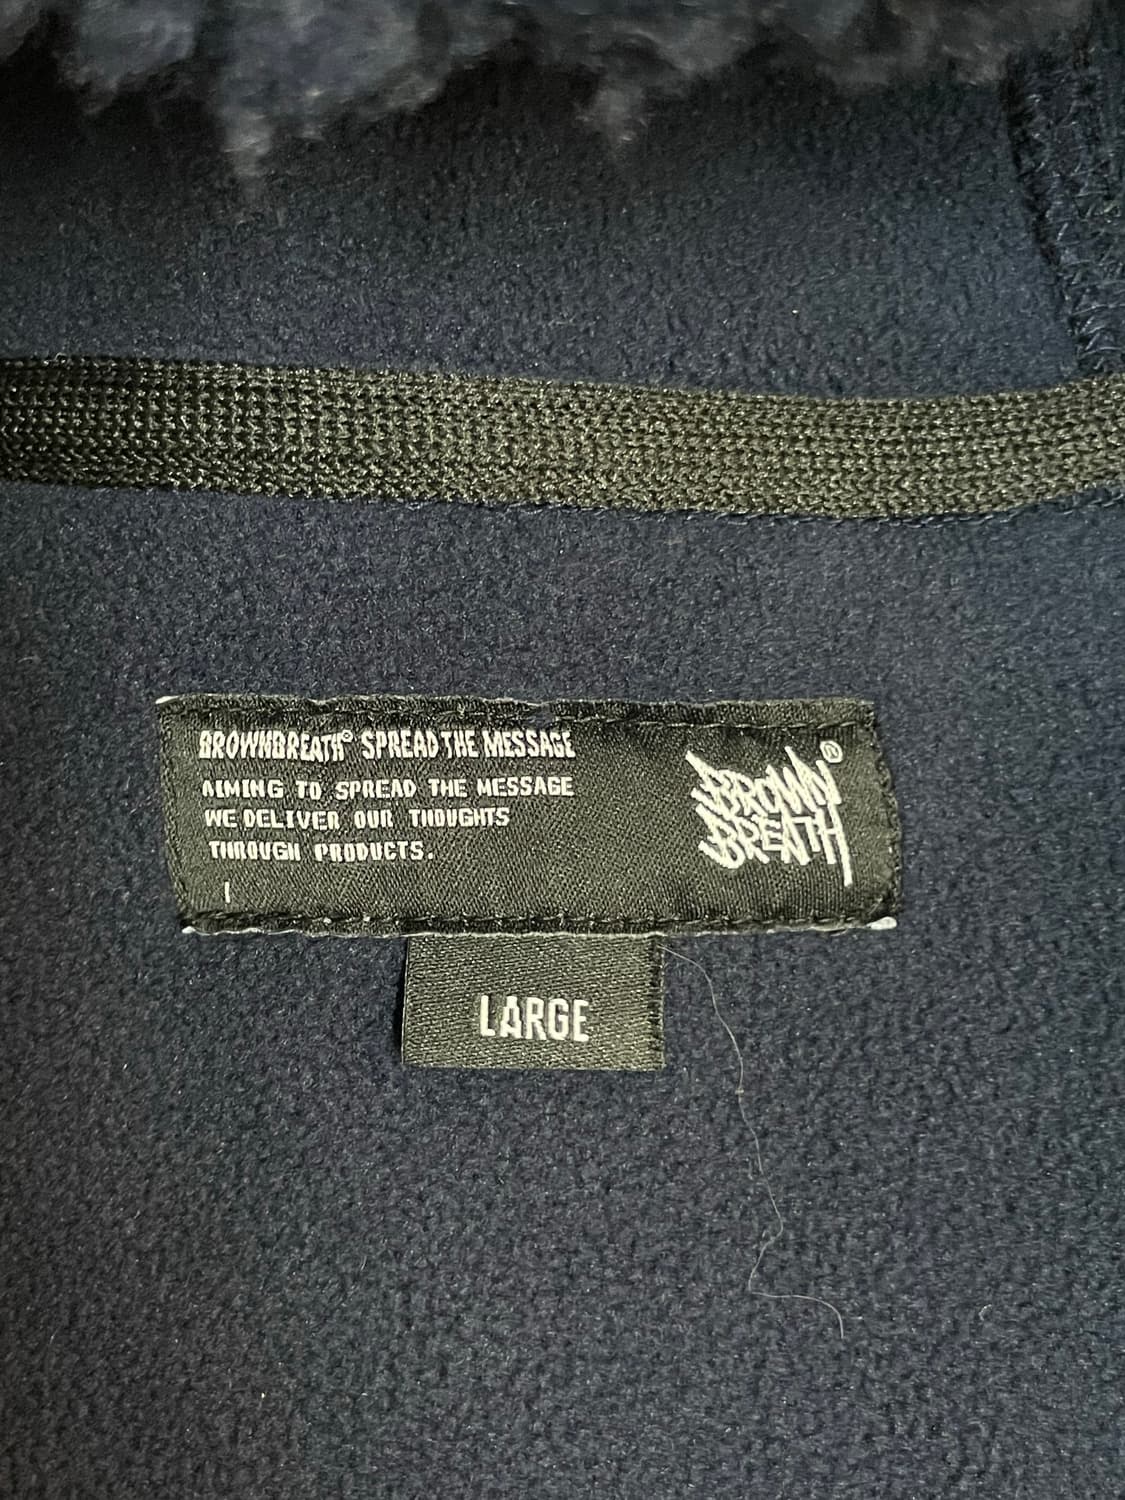 BROWNBREATH® SPREAD THE MESSAGE
AIMING TO SPREAD THE MESSAGE
WE DELIVER OUR THOUGHTS
THROUGH PRODUCTS.
BROWN ®
BREATH
LARGE